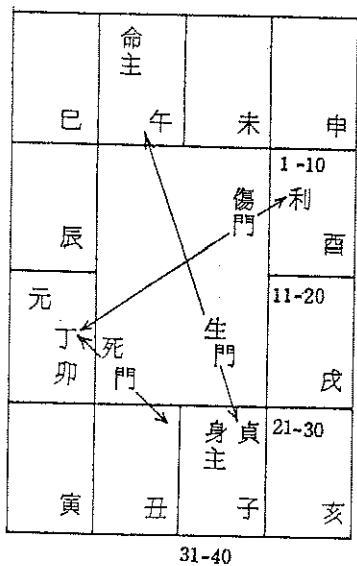 命主
巳
午
未
申
1-10
利
酉
傷門
辰
元
丁
卯
死門
生門
11-20
戌
21-30
亥
身主
貞
子
丑
寅
31-40